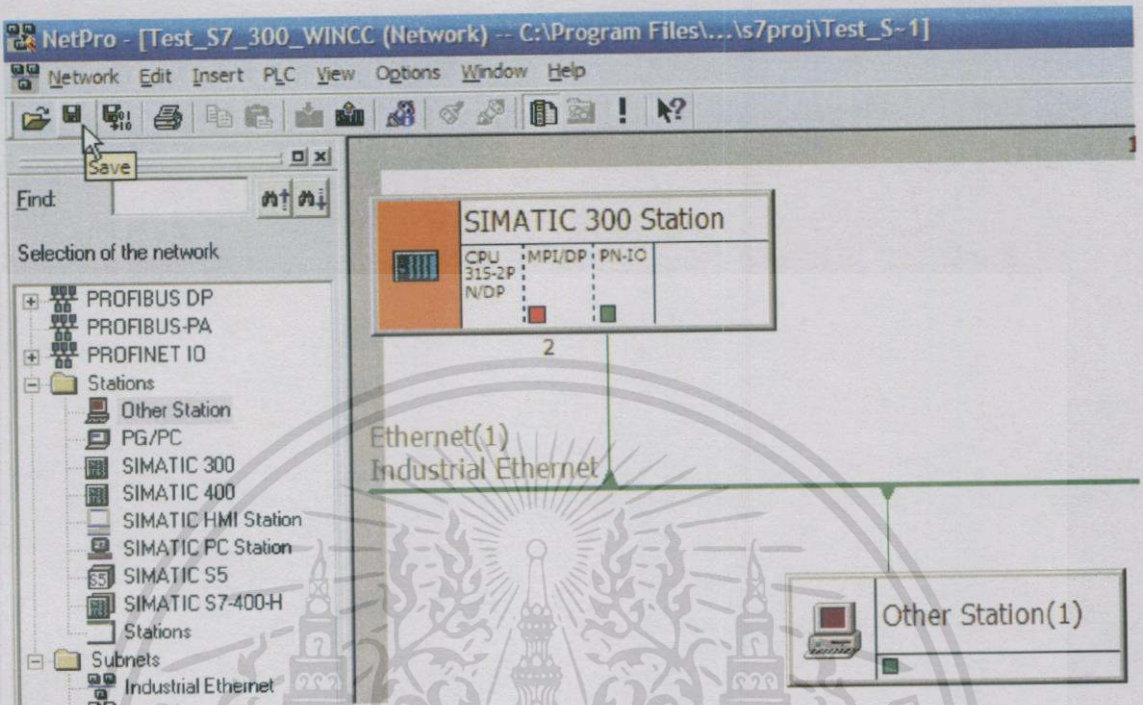 NetPro - [Test_S7_300_WINCC (Network) -- C:\Program Files\...\s7proj\Test_S~1]
Network Edit Insert PLC View Options Window Help
Save
Find:
Selection of the network
PROFIBUS DP
PROFIBUS-PA
PROFINET IO
Stations
Other Station
PG/PC
SIMATIC 300
SIMATIC 400
SIMATIC HMI Station
SIMATIC PC Station
SIMATIC S5
SIMATIC S7-400-H
Stations
Subnets
Industrial Ethernet
1
SIMATIC 300 Station
CPU MPI/DP PN-IO
315-2P
N/DP
2
Ethernet(1)
Industrial Ethernet
Other Station(1)